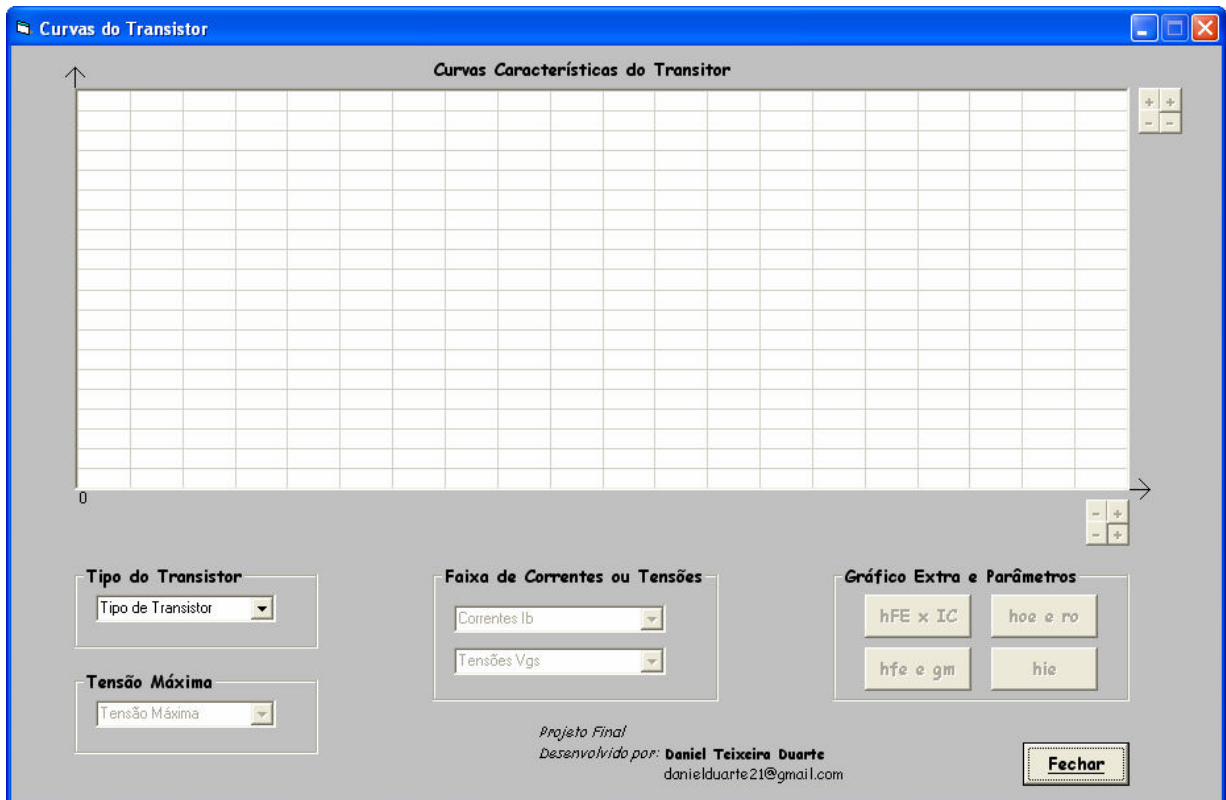 Curvas do Transistor
Curvas Características do Transitor
+ +
- -
0
- +
- +
Tipo do Transistor
Tipo de Transistor
Tensão Máxima
Tensão Máxima
Faixa de Correntes ou Tensões
Correntes Ib
Tensões Vgs
Gráfico Extra e Parâmetros
hFE x IC
hoe e ro
hfe e gm
hie
Projeto Final
Desenvolvido por: Daniel Teixeira Duarte
danielduarte21@gmail.com
Fechar